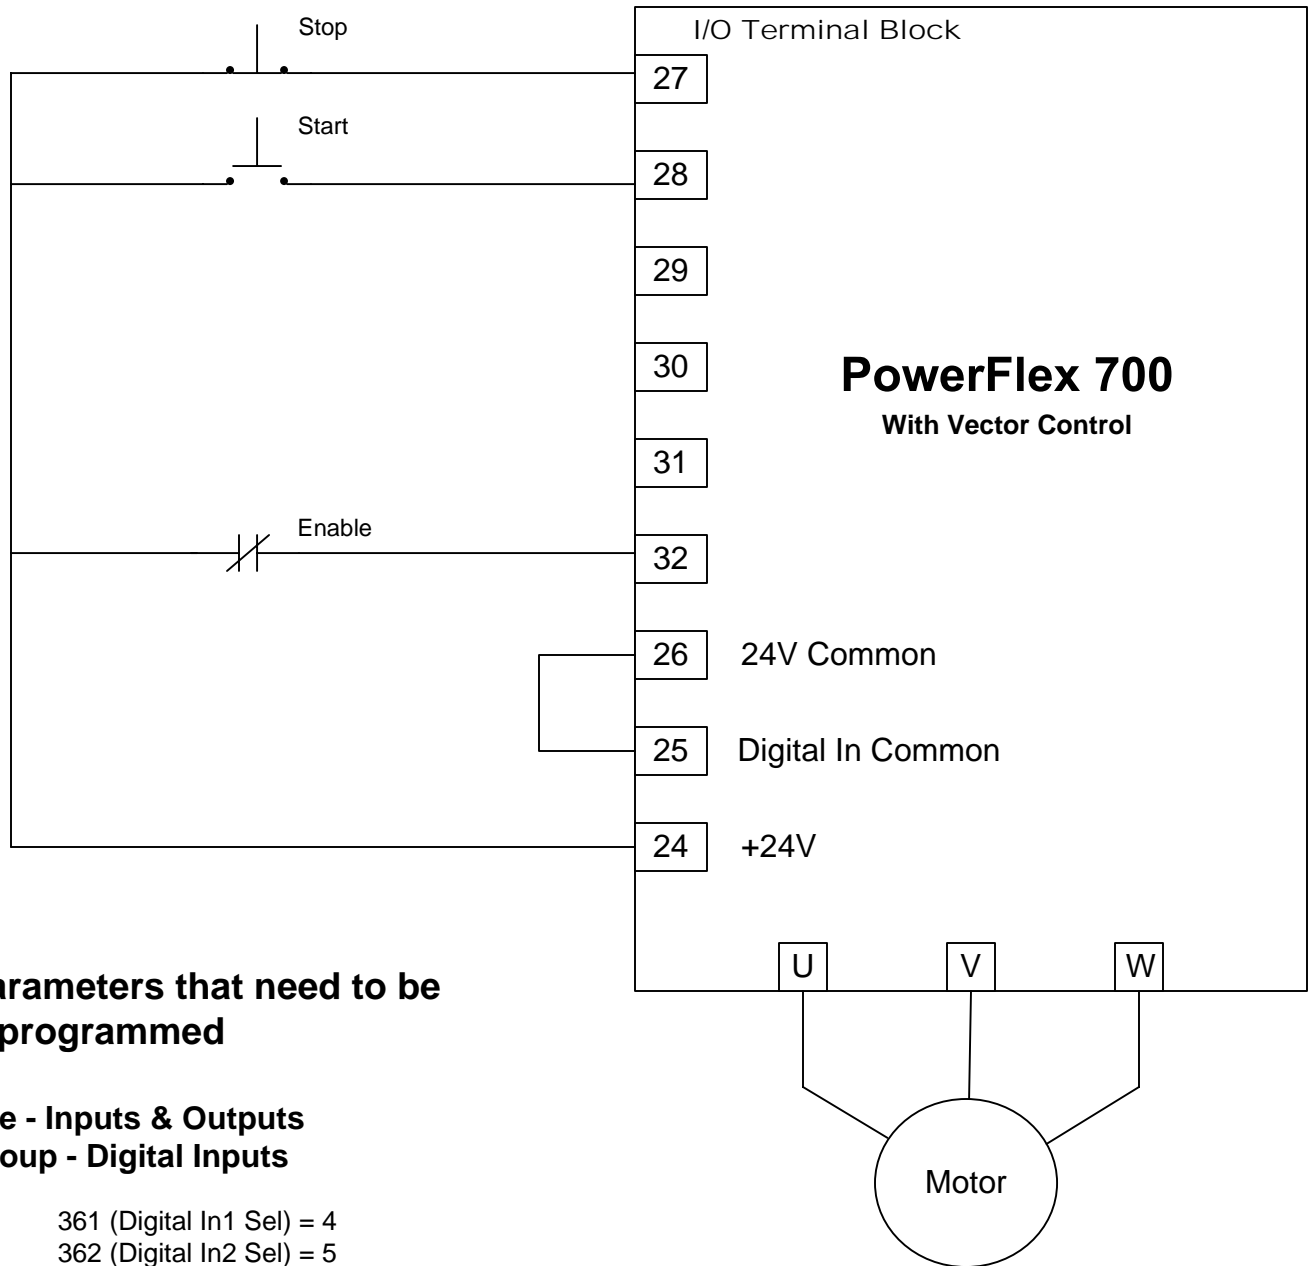 Stop
I/O Terminal Block
27
Start
28
29
30
PowerFlex 700
With Vector Control
31
Enable
32
26 24V Common
25 Digital In Common
24 +24V
U V W
arameters that need to be
programmed
e - Inputs & Outputs
oup - Digital Inputs
Motor
361 (Digital In1 Sel) = 4
362 (Digital In2 Sel) = 5